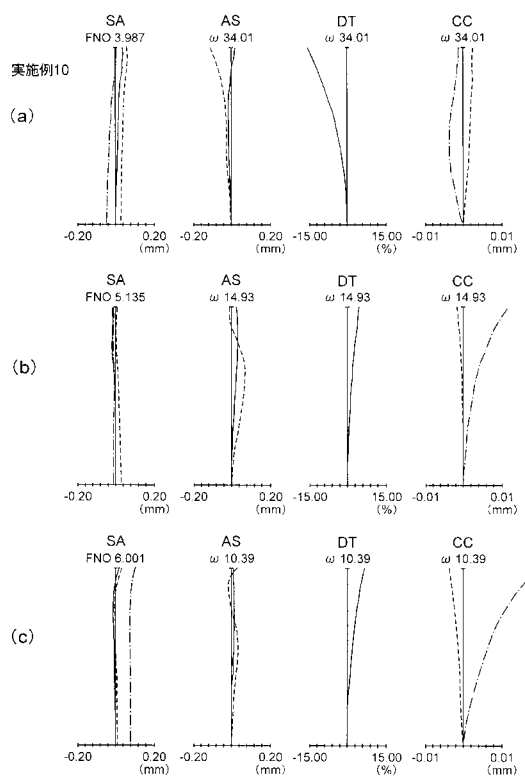 実施例10
(a)
SA AS DT CC
FNO 3.987 ω 34.01 ω 34.01 ω 34.01
-0.20 0.20 -0.20 0.20 -15.00 15.00 -0.01 0.01
(mm) (mm) (%) (mm)
(b)
SA AS DT CC
FNO 5.135 ω 14.93 ω 14.93 ω 14.93
-0.20 0.20 -0.20 0.20 -15.00 15.00 -0.01 0.01
(mm) (mm) (%) (mm)
(c)
SA AS DT CC
FNO 6.001 ω 10.39 ω 10.39 ω 10.39
-0.20 0.20 -0.20 0.20 -15.00 15.00 -0.01 0.01
(mm) (mm) (%) (mm)